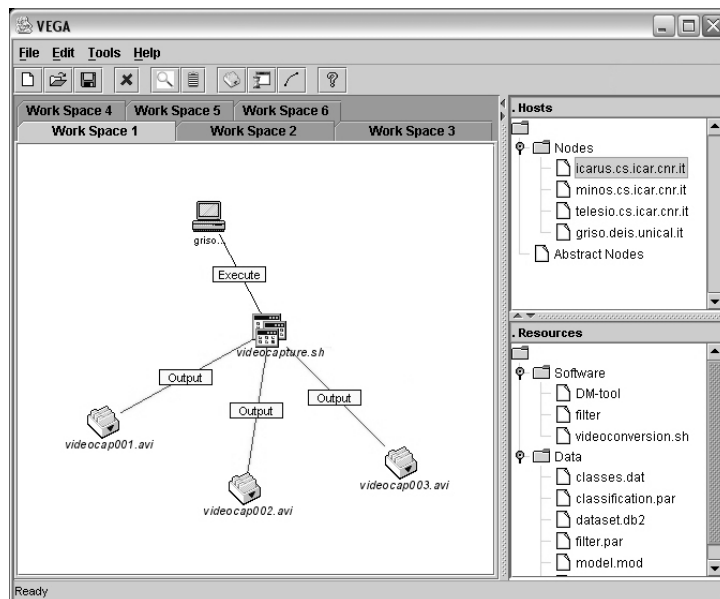 VEGA
File Edit Tools Help
Work Space 4 Work Space 5 Work Space 6
Work Space 1 Work Space 2 Work Space 3
griso...
Execute
videocapture.sh
Output
Output
Output
videocap001.avi
videocap002.avi
videocap003.avi
. Hosts
Nodes
icarus.cs.icar.cnr.it
minos.cs.icar.cnr.it
telesio.cs.icar.cnr.it
griso.deis.unical.it
Abstract Nodes
. Resources
Software
DM-tool
filter
videoconversion.sh
Data
classes.dat
classification.par
dataset.db2
filter.par
model.mod
Ready